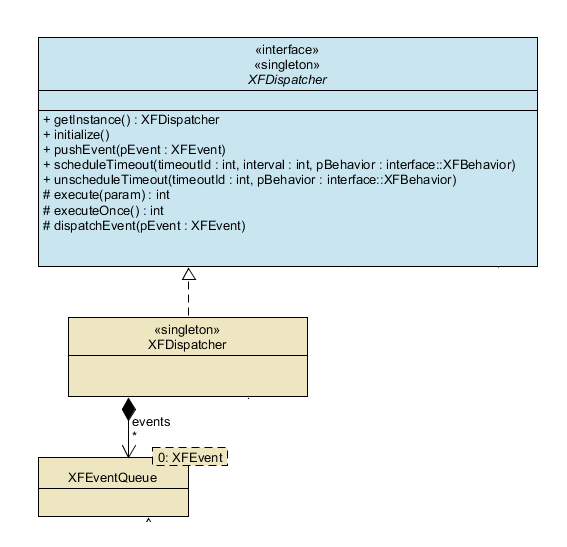 «interface»
«singleton»
XFDispatcher
+ getInstance() : XFDispatcher
+ initialize()
+ pushEvent(pEvent : XFEvent)
+ scheduleTimeout(timeoutId : int, interval : int, pBehavior : interface::XFBehavior)
+ unscheduleTimeout(timeoutId : int, pBehavior : interface::XFBehavior)
# execute(param) : int
# executeOnce() : int
# dispatchEvent(pEvent : XFEvent)
«singleton»
XFDispatcher
events
*
0: XFEvent
XFEventQueue